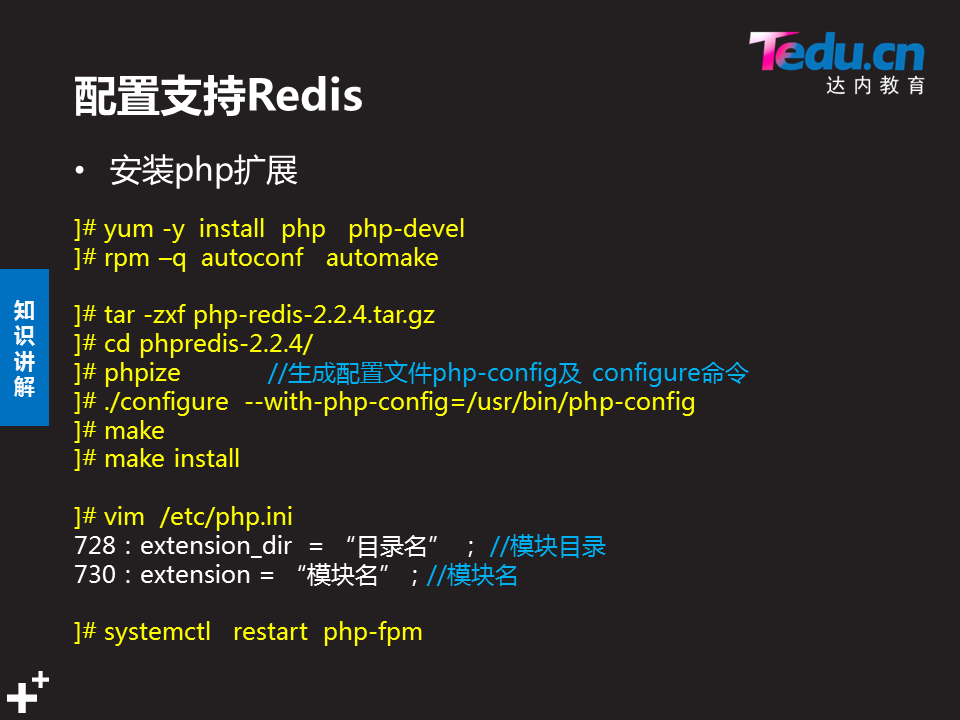 Tedu.cn
达内教育
配置支持Redis
• 安装php扩展
]# yum -y  install  php   php-devel
]# rpm –q  autoconf   automake
]# tar -zxf php-redis-2.2.4.tar.gz
]# cd phpredis-2.2.4/
]# phpize            //生成配置文件php-config及 configure命令
]# ./configure  --with-php-config=/usr/bin/php-config
]# make
]# make install
]# vim  /etc/php.ini
728：extension_dir  = “目录名” ； //模块目录
730：extension = “模块名” ；//模块名
]# systemctl   restart  php-fpm
知识讲解